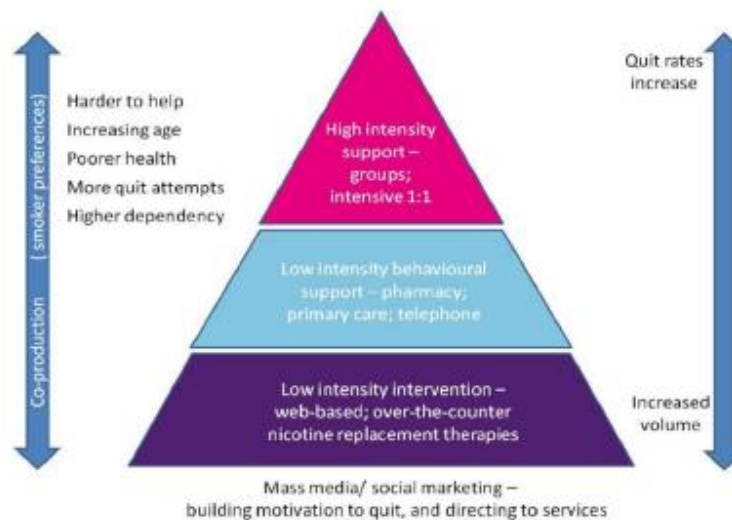 Co-production ( smoker preferences)
Harder to help
Increasing age
Poorer health
More quit attempts
Higher dependency
High intensity
support –
groups;
intensive 1:1
Low intensity behavioural
support – pharmacy;
primary care; telephone
Low intensity intervention –
web-based; over-the-counter
nicotine replacement therapies
Quit rates
increase
Increased
volume
Mass media/ social marketing –
building motivation to quit, and directing to services